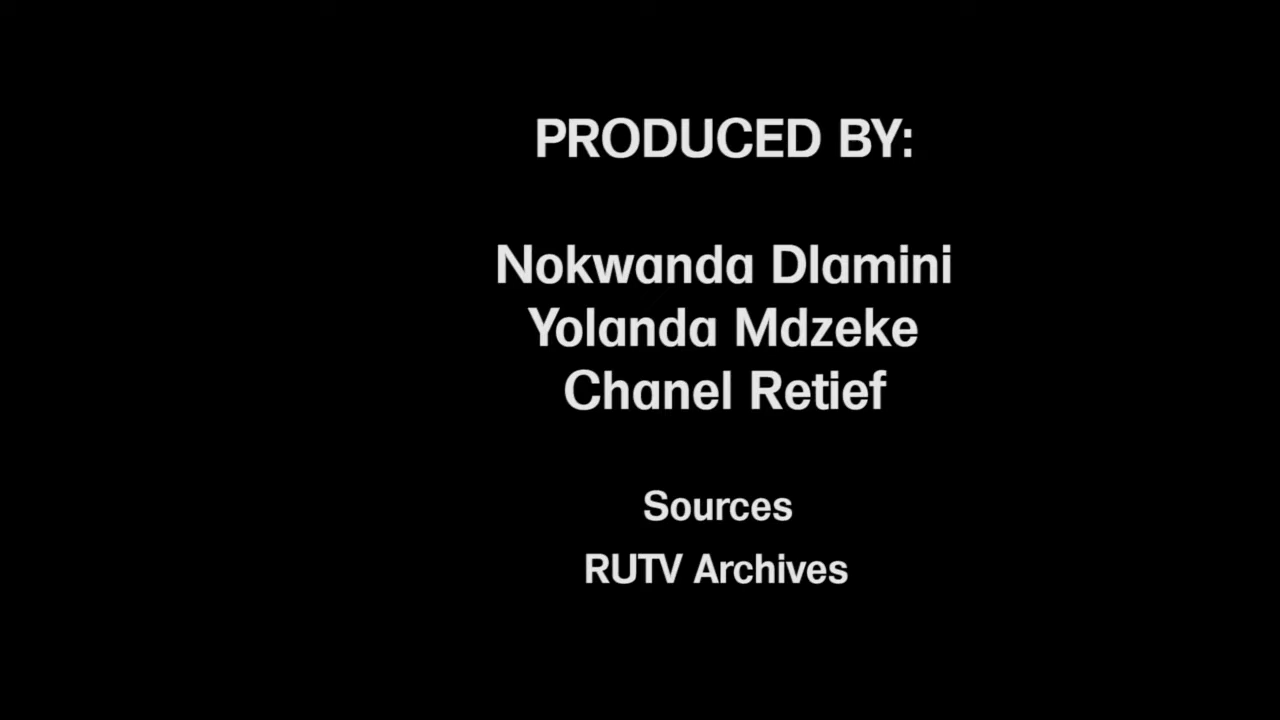 PRODUCED BY:
Nokwanda Dlamini
Yolanda Mdzeke
Chanel Retief
Sources
RUTV Archives